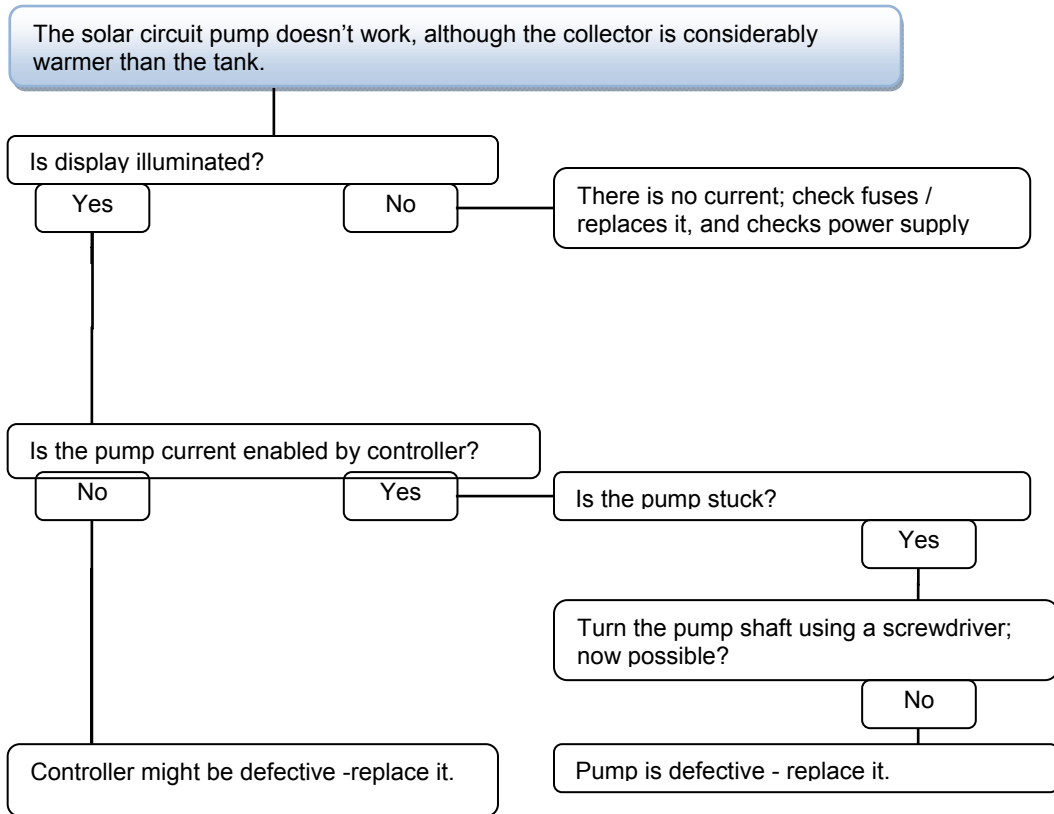 The solar circuit pump doesn’t work, although the collector is considerably
warmer than the tank.
Is display illuminated?
Yes
No
There is no current; check fuses /
replaces it, and checks power supply
Is the pump current enabled by controller?
No
Yes
Is the pump stuck?
Yes
Turn the pump shaft using a screwdriver;
now possible?
No
Controller might be defective -replace it.
Pump is defective - replace it.